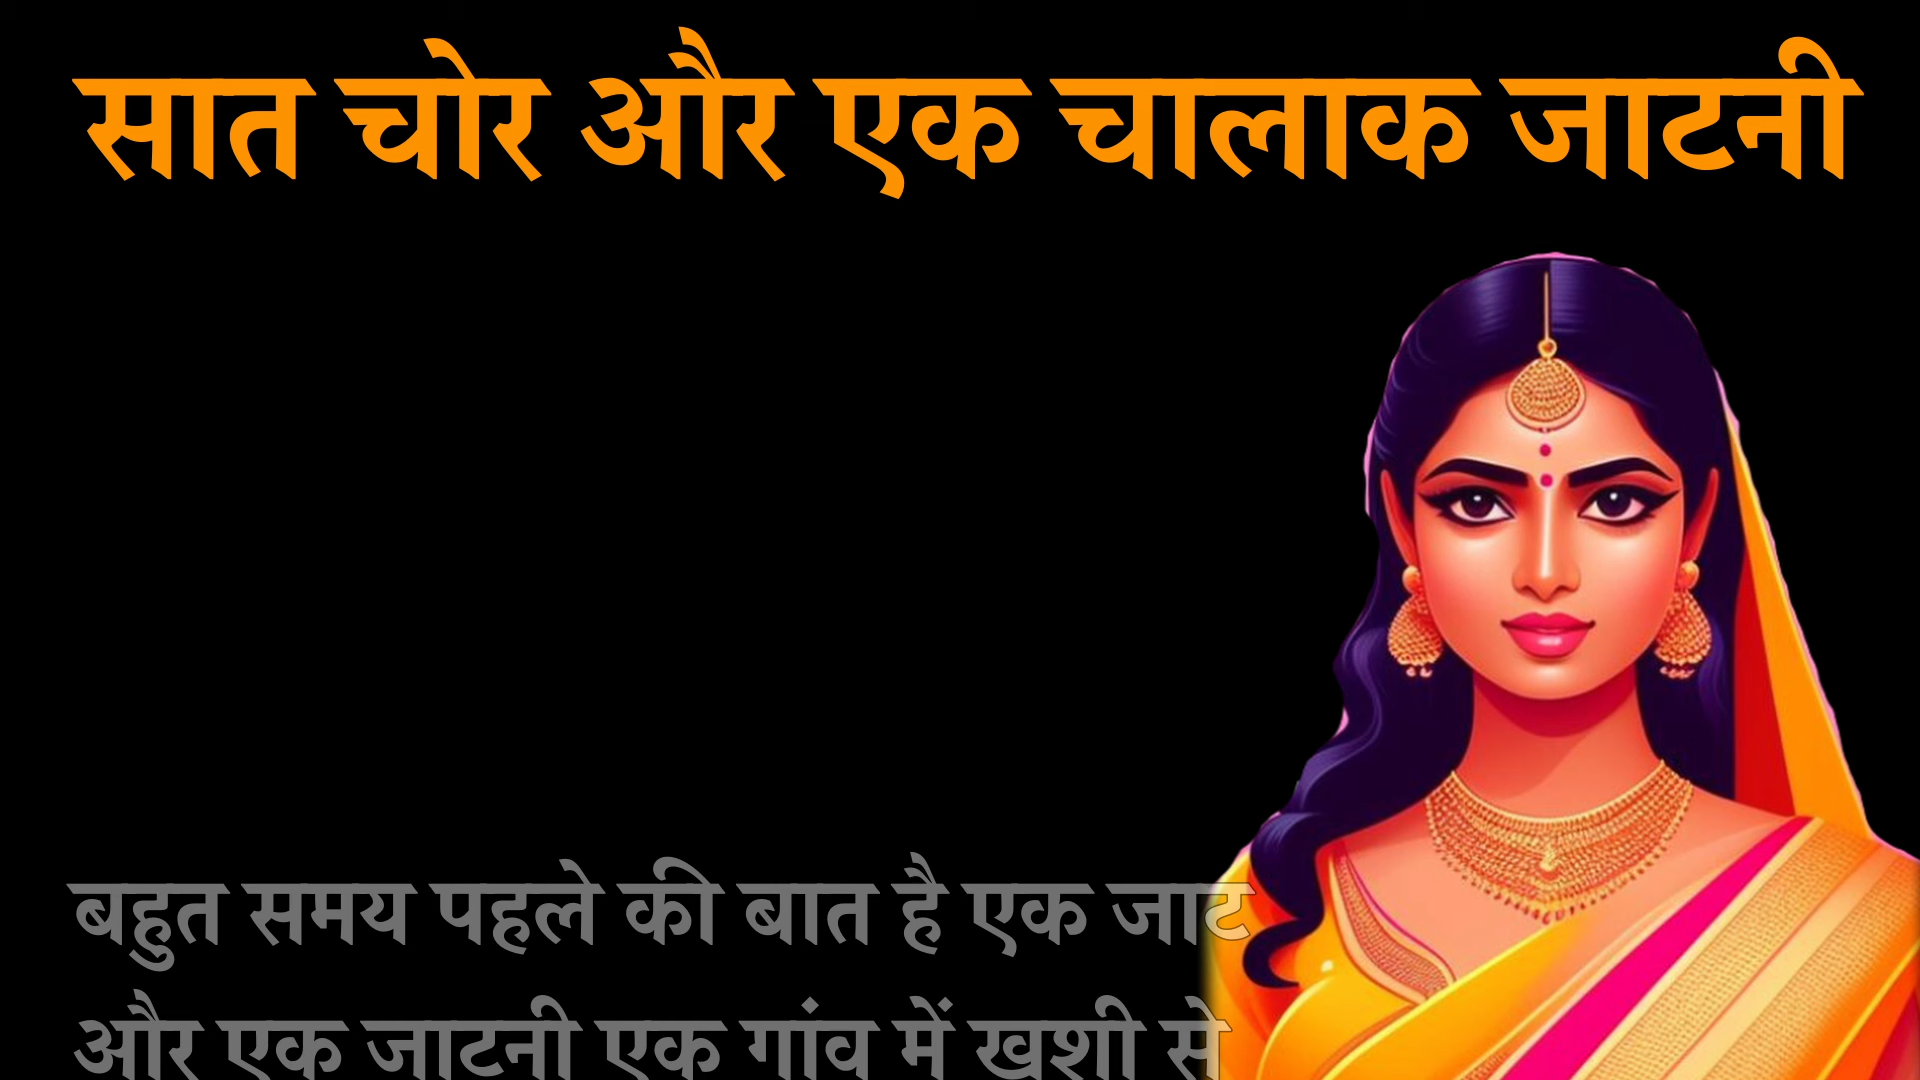 सात चोर और एक चालाक जाटनी
बहुत समय पहले की बात है एक जाट
और एक जाटनी एक गांव में खुशी से